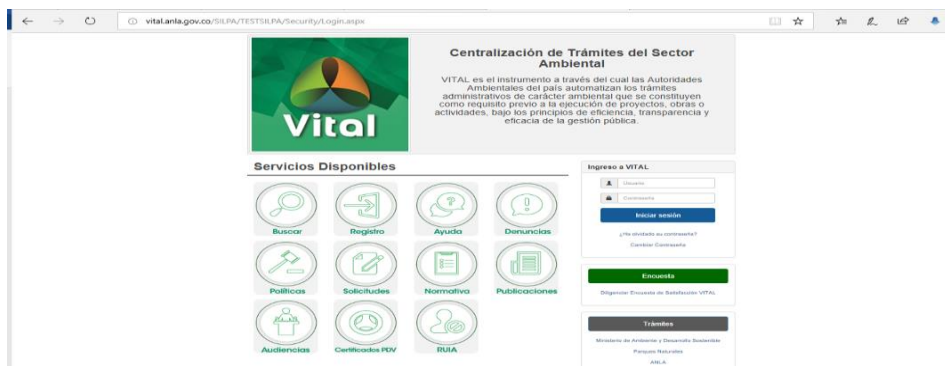 vital.anla.gov.co/SILPA/TESTSILPA/Security/Login.aspx
Vital
Centralización de Trámites del Sector
Ambiental
VITAL es el instrumento a través del cual las Autoridades
Ambientales del país automatizan los trámites
administrativos de carácter ambiental que se constituyen
como requisito previo a la ejecución de proyectos, obras o
actividades, bajo los principios de eficiencia, transparencia y
eficacia de la gestión pública.
Servicios Disponibles
Buscar
Registro
Ayuda
Denuncias
Políticas
Solicitudes
Normativa
Publicaciones
Audiencias
Certificados PDV
RUIA
Ingreso a VITAL
Usuario
Contraseña
Iniciar sesión
¿Ha olvidado su contraseña?
Cambiar Contraseña
Encuesta
Diligenciar Encuesta de Satisfacción VITAL
Trámites
Ministerio de Ambiente y Desarrollo Sostenible
Parques Naturales
ANLA